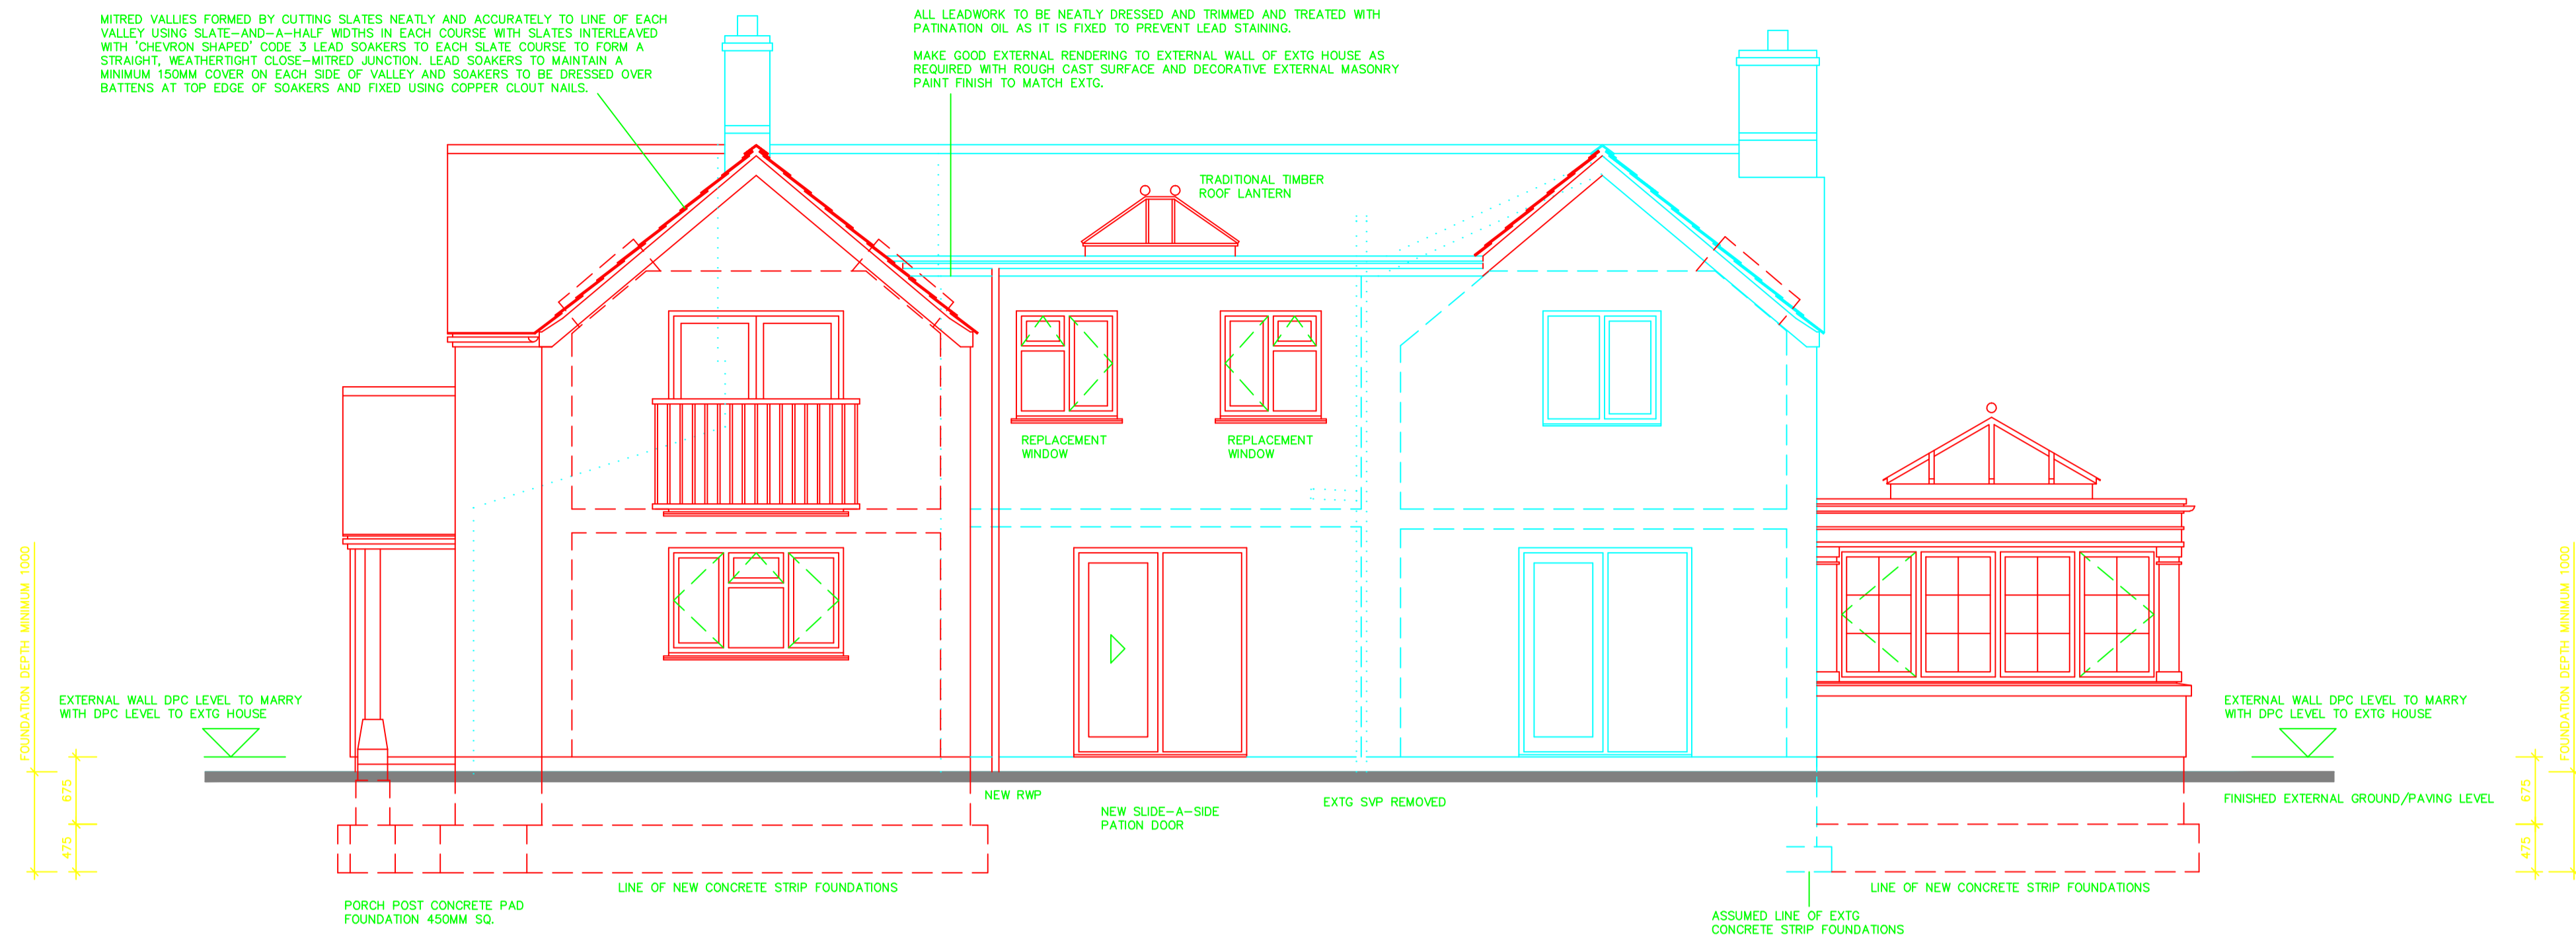 MITRED VALLIES FORMED BY CUTTING SLATES NEATLY AND ACCURATELY TO LINE OF EACH
VALLEY USING SLATE-AND-A-HALF WIDTHS IN EACH COURSE WITH SLATES INTERLEAVED
WITH 'CHEVRON SHAPED' CODE 3 LEAD SOAKERS TO EACH SLATE COURSE TO FORM A
STRAIGHT, WEATHERTIGHT CLOSE-MITRED JUNCTION. LEAD SOAKERS TO MAINTAIN A
MINIMUM 150MM COVER ON EACH SIDE OF VALLEY AND SOAKERS TO BE DRESSED OVER
BATTENS AT TOP EDGE OF SOAKERS AND FIXED USING COPPER CLOUT NAILS.
ALL LEADWORK TO BE NEATLY DRESSED AND TRIMMED AND TREATED WITH
PATINATION OIL AS IT IS FIXED TO PREVENT LEAD STAINING.
MAKE GOOD EXTERNAL RENDERING TO EXTERNAL WALL OF EXTG HOUSE AS
REQUIRED WITH ROUGH CAST SURFACE AND DECORATIVE EXTERNAL MASONRY
PAINT FINISH TO MATCH EXTG.
TRADITIONAL TIMBER
ROOF LANTERN
REPLACEMENT
WINDOW
REPLACEMENT
WINDOW
FOUNDATION DEPTH MINIMUM 1000
EXTERNAL WALL DPC LEVEL TO MARRY
WITH DPC LEVEL TO EXTG HOUSE
675
475
EXTERNAL WALL DPC LEVEL TO MARRY
WITH DPC LEVEL TO EXTG HOUSE
FOUNDATION DEPTH MINIMUM 1000
675
475
NEW RWP
NEW SLIDE-A-SIDE
PATION DOOR
EXTG SVP REMOVED
FINISHED EXTERNAL GROUND/PAVING LEVEL
LINE OF NEW CONCRETE STRIP FOUNDATIONS
LINE OF NEW CONCRETE STRIP FOUNDATIONS
PORCH POST CONCRETE PAD
FOUNDATION 450MM SQ.
ASSUMED LINE OF EXTG
CONCRETE STRIP FOUNDATIONS